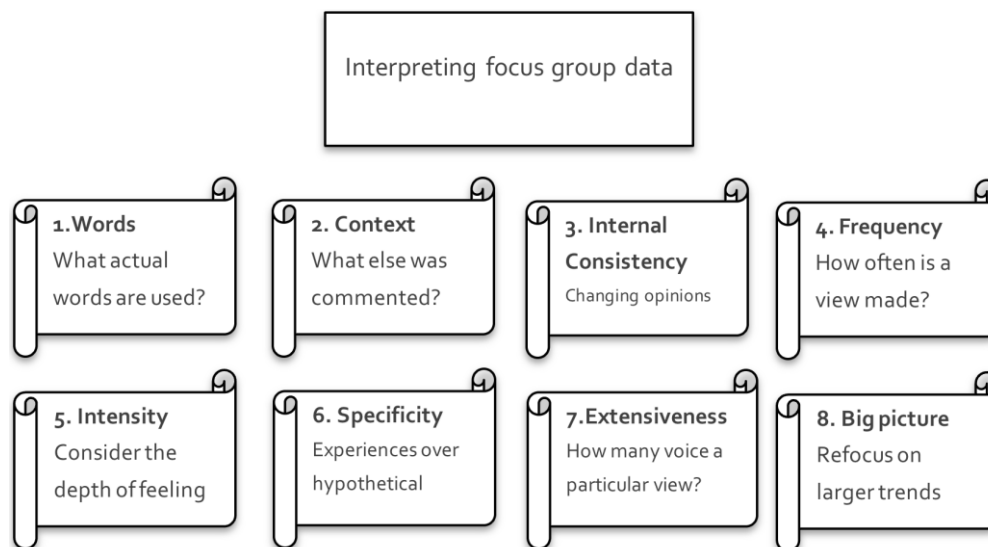 Interpreting focus group data
1.Words
What actual
words are used?
2. Context
What else was
commented?
3. Internal
Consistency
Changing opinions
4. Frequency
How often is a
view made?
5. Intensity
Consider the
depth of feeling
6. Specificity
Experiences over
hypothetical
7.Extensiveness
How many voice a
particular view?
8. Big picture
Refocus on
larger trends